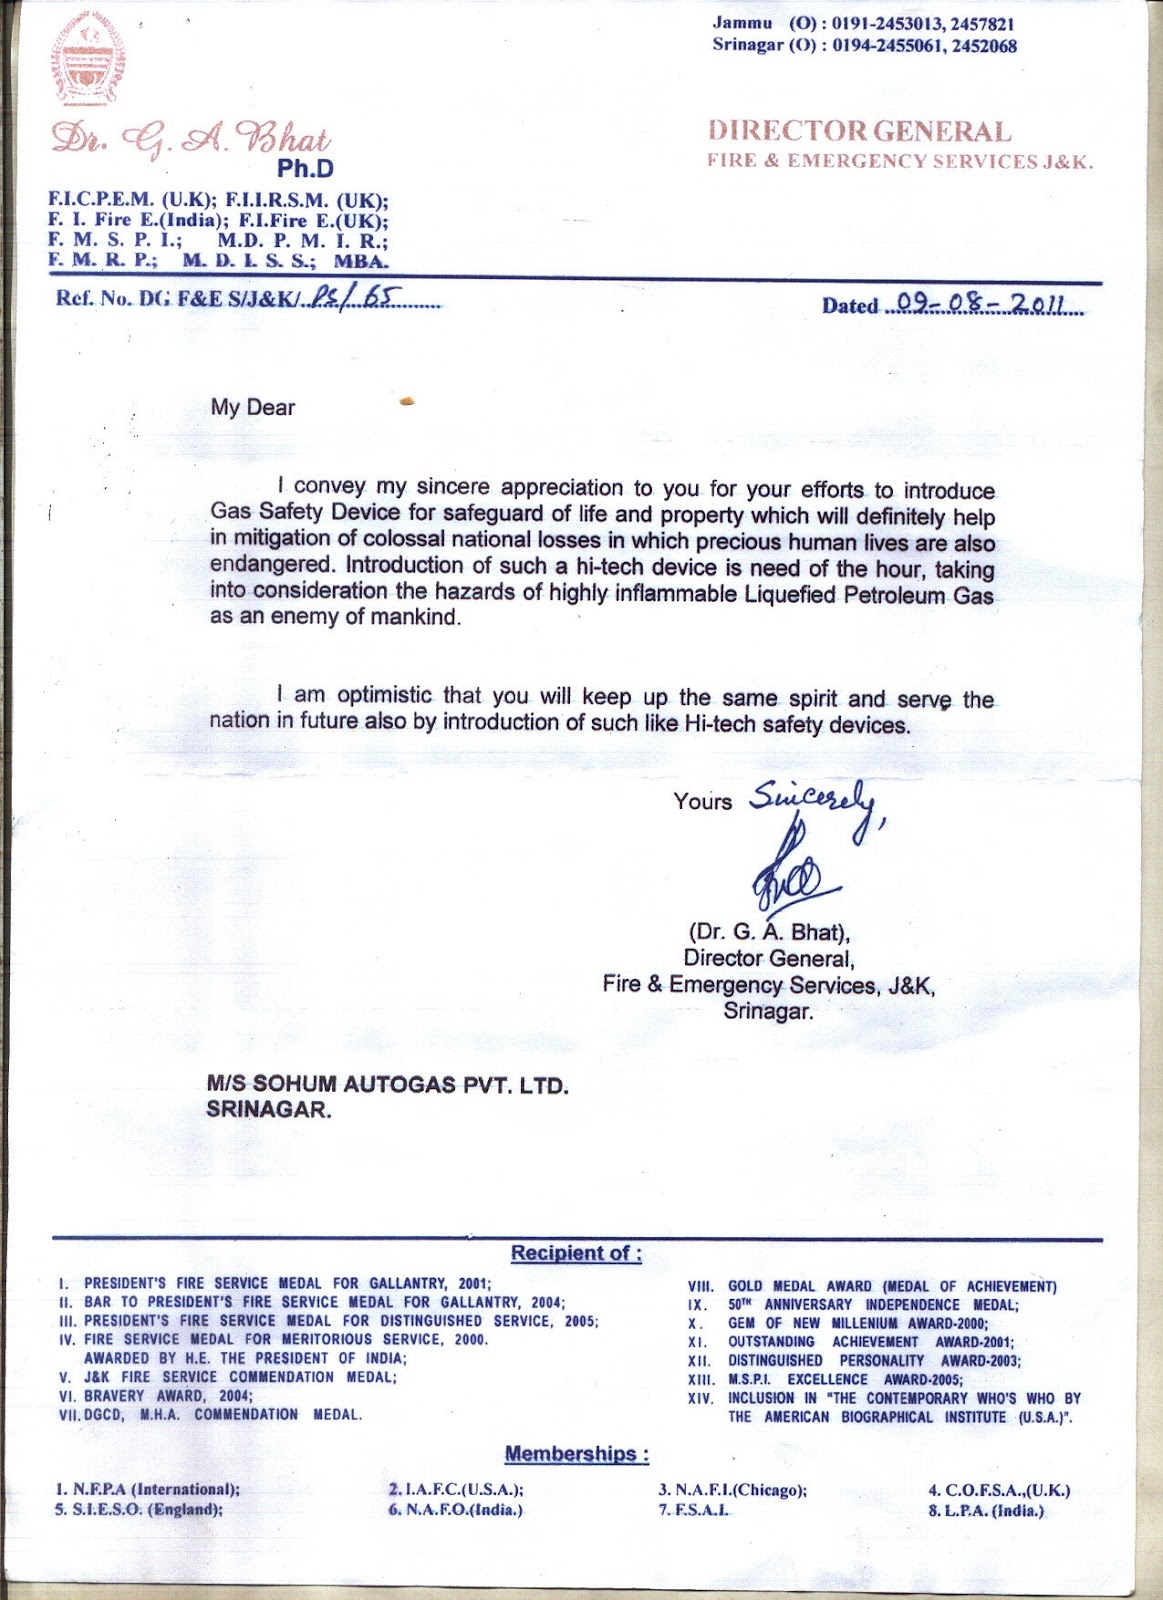 Jammu (O) : 0191-2453013, 2457821
Srinagar (O) : 0194-2455061, 2452068
Dr. G. A. Bhat
Ph.D
DIRECTOR GENERAL
FIRE & EMERGENCY SERVICES J&K.
F.I.C.P.E.M. (U.K); F.I.I.R.S.M. (UK);
F. I. Fire E.(India); F.I.Fire E.(UK);
F. M. S. P. I.; M.D. P. M. I. R.;
F. M. R. P.; M. D. I. S. S.; MBA.
Ref. No. DG F&E S/J&K/..PS/..65..........
Dated ...09-08-2011....
My Dear
I convey my sincere appreciation to you for your efforts to introduce
Gas Safety Device for safeguard of life and property which will definitely help
in mitigation of colossal national losses in which precious human lives are also
endangered. Introduction of such a hi-tech device is need of the hour, taking
into consideration the hazards of highly inflammable Liquefied Petroleum Gas
as an enemy of mankind.
I am optimistic that you will keep up the same spirit and serve the
nation in future also by introduction of such like Hi-tech safety devices.
Yours Sincerely,
(Dr. G. A. Bhat),
Director General,
Fire & Emergency Services, J&K,
Srinagar.
M/S SOHUM AUTOGAS PVT. LTD.
SRINAGAR.
Recipient of :
I. PRESIDENT'S FIRE SERVICE MEDAL FOR GALLANTRY, 2001;
II. BAR TO PRESIDENT'S FIRE SERVICE MEDAL FOR GALLANTRY, 2004;
III. PRESIDENT'S FIRE SERVICE MEDAL FOR DISTINGUISHED SERVICE, 2005;
IV. FIRE SERVICE MEDAL FOR MERITORIOUS SERVICE, 2000.
AWARDED BY H.E. THE PRESIDENT OF INDIA;
V. J&K FIRE SERVICE COMMENDATION MEDAL;
VI. BRAVERY AWARD, 2004;
VII. DGCD, M.H.A. COMMENDATION MEDAL.
VIII. GOLD MEDAL AWARD (MEDAL OF ACHIEVEMENT)
IX. 50TH ANNIVERSARY INDEPENDENCE MEDAL;
X. GEM OF NEW MILLENIUM AWARD-2000;
XI. OUTSTANDING ACHIEVEMENT AWARD-2001;
XII. DISTINGUISHED PERSONALITY AWARD-2003;
XIII. M.S.P.I. EXCELLENCE AWARD-2005;
XIV. INCLUSION IN "THE CONTEMPORARY WHO'S WHO BY
THE AMERICAN BIOGRAPHICAL INSTITUTE (U.S.A.)".
Memberships :
1. N.F.P.A (International); 2. I.A.F.C.(U.S.A.); 3. N.A.F.I.(Chicago); 4. C.O.F.S.A.,(U.K.)
5. S.I.E.S.O. (England); 6. N.A.F.O.(India.) 7. F.S.A.I. 8. L.P.A. (India.)